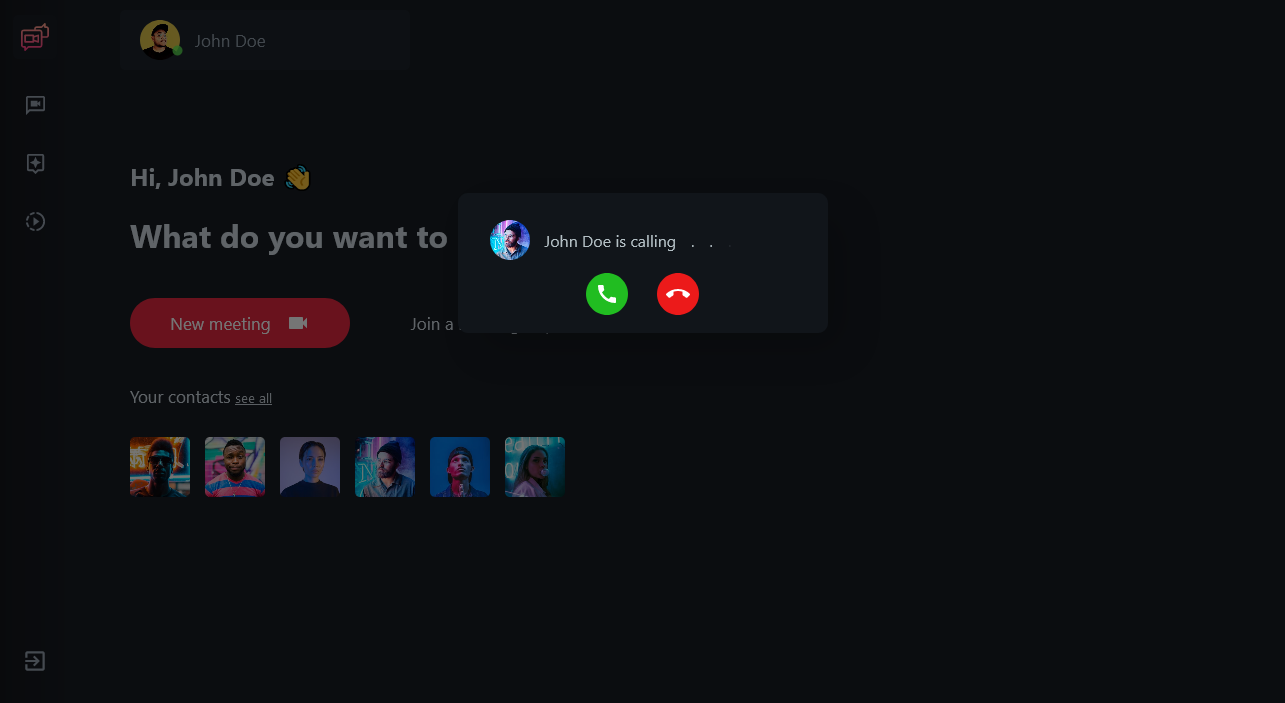 John Doe
Hi, John Doe 👋
What do you want to
John Doe is calling . . .
New meeting
Join a
Your contacts see all